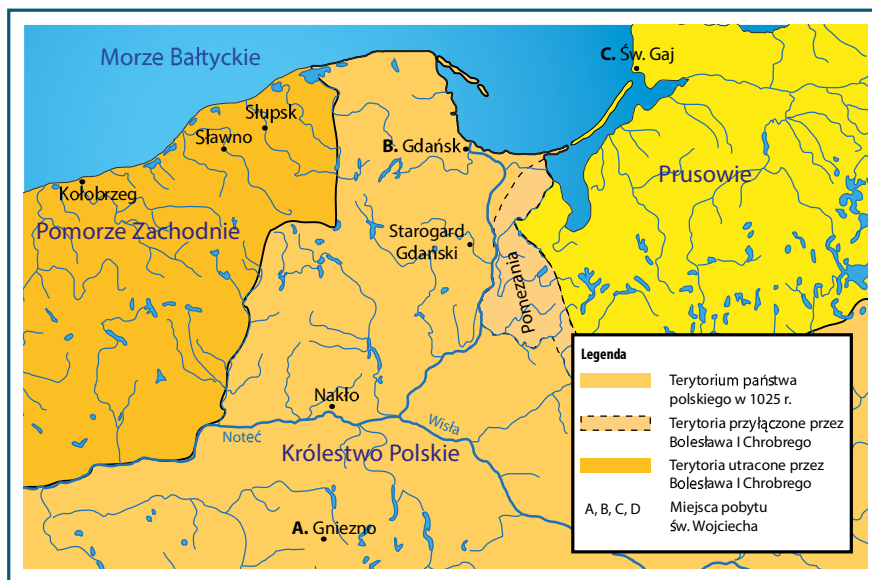 Morze Bałtyckie
C. Św. Gaj
Słupsk
Sławno
B. Gdańsk
Prusowie
Kołobrzeg
Pomorze Zachodnie
Starogard
Gdański
Pomezania
Nakło
Noteć
Wisła
Królestwo Polskie
A. Gniezno
Legenda
Terytorium państwa
polskiego w 1025 r.
Terytoria przyłączone przez
Bolesława I Chrobrego
Terytoria utracone przez
Bolesława I Chrobrego
A, B, C, D Miejsca pobytu
św. Wojciecha